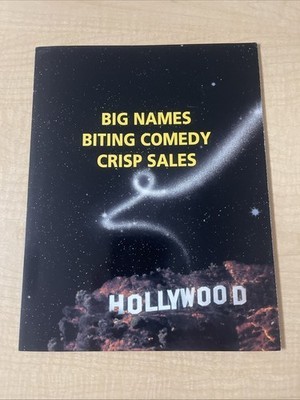 BIG NAMES
BITING COMEDY
CRISP SALES
HOLLYWOOD